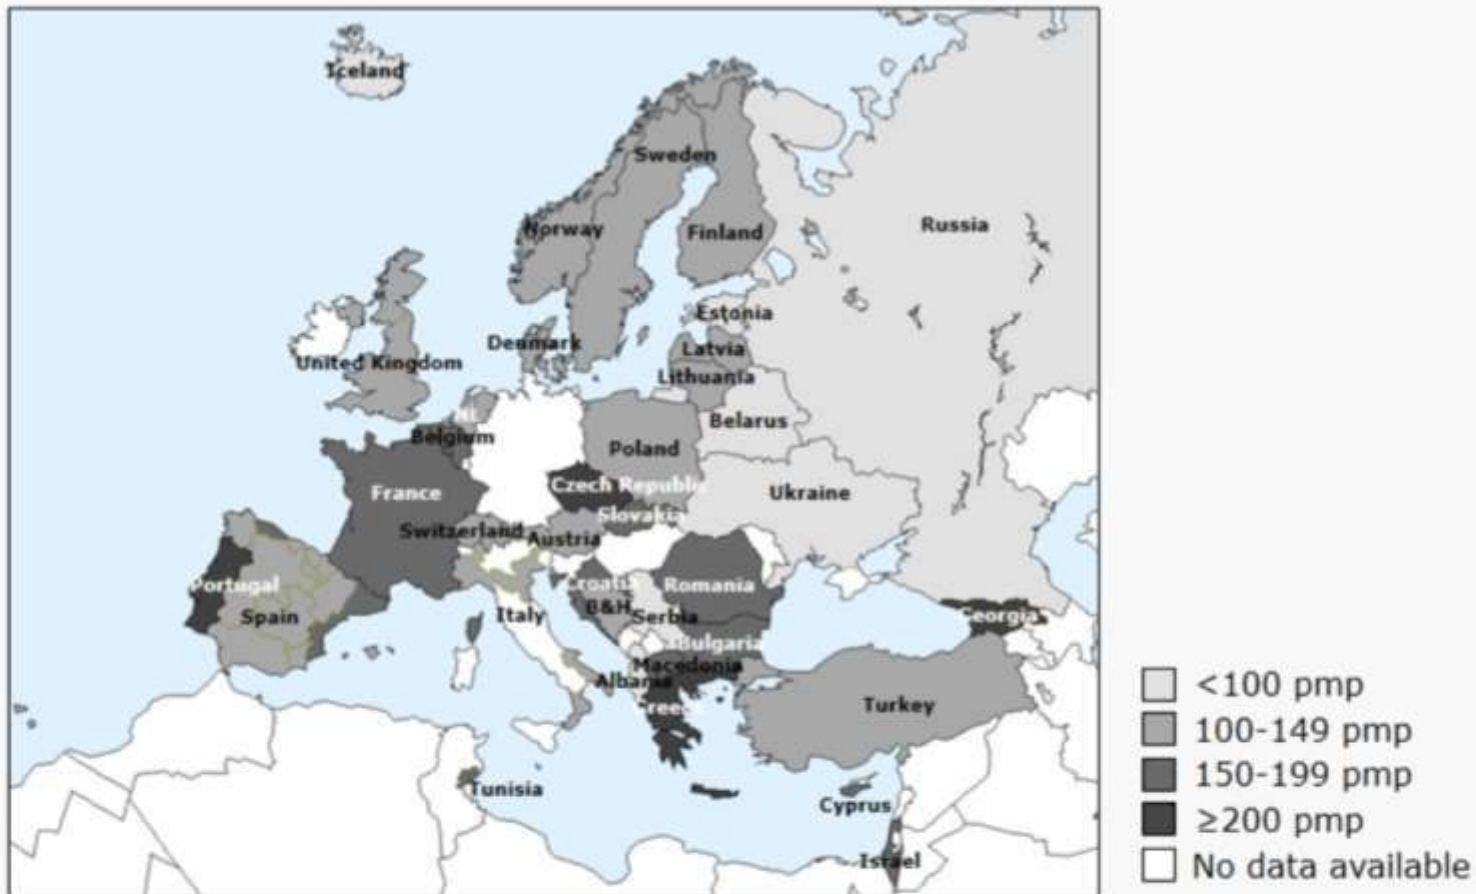 Iceland
Sweden
Norway
Finland
Russia
Estonia
Denmark
Latvia
United Kingdom
Lithuania
NL
Belarus
Belgium
Poland
France
Czech Republic
Ukraine
Slovakia
Switzerland
Austria
Portugal
Croatia
Romania
Spain
Italy
B&H
Serbia
Georgia
Bulgaria
Macedonia
Albania
Greece
Turkey
Tunisia
Cyprus
Israel
<100 pmp
100-149 pmp
150-199 pmp
≥200 pmp
No data available